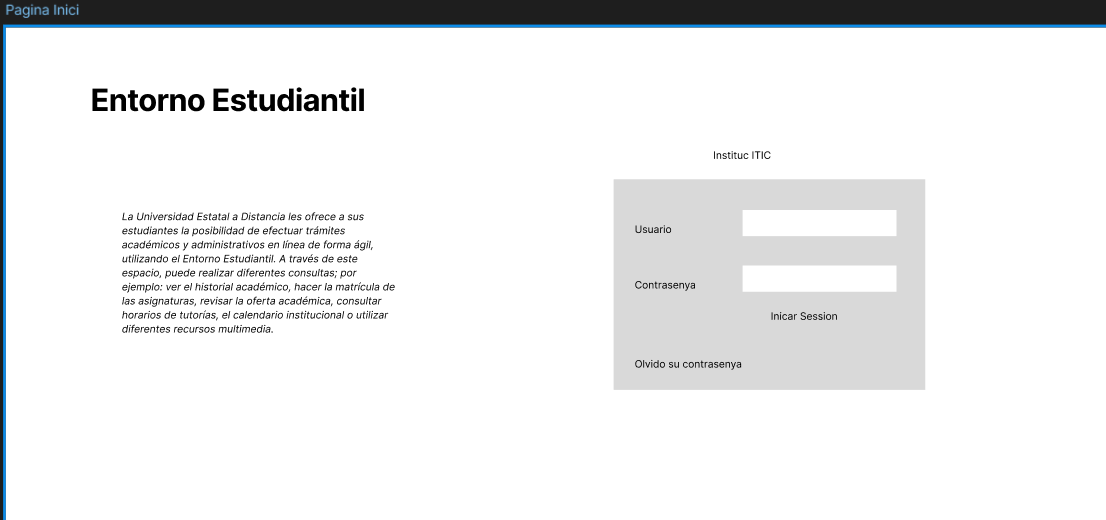 Pagina Inici
Entorno Estudiantil
La Universidad Estatal a Distancia les ofrece a sus
estudiantes la posibilidad de efectuar trámites
académicos y administrativos en línea de forma ágil,
utilizando el Entorno Estudiantil. A través de este
espacio, puede realizar diferentes consultas; por
ejemplo: ver el historial académico, hacer la matrícula de
las asignaturas, revisar la oferta académica, consultar
horarios de tutorías, el calendario institucional o utilizar
diferentes recursos multimedia.
Instituc ITIC
Usuario
Contrasenya
Inicar Session
Olvido su contrasenya